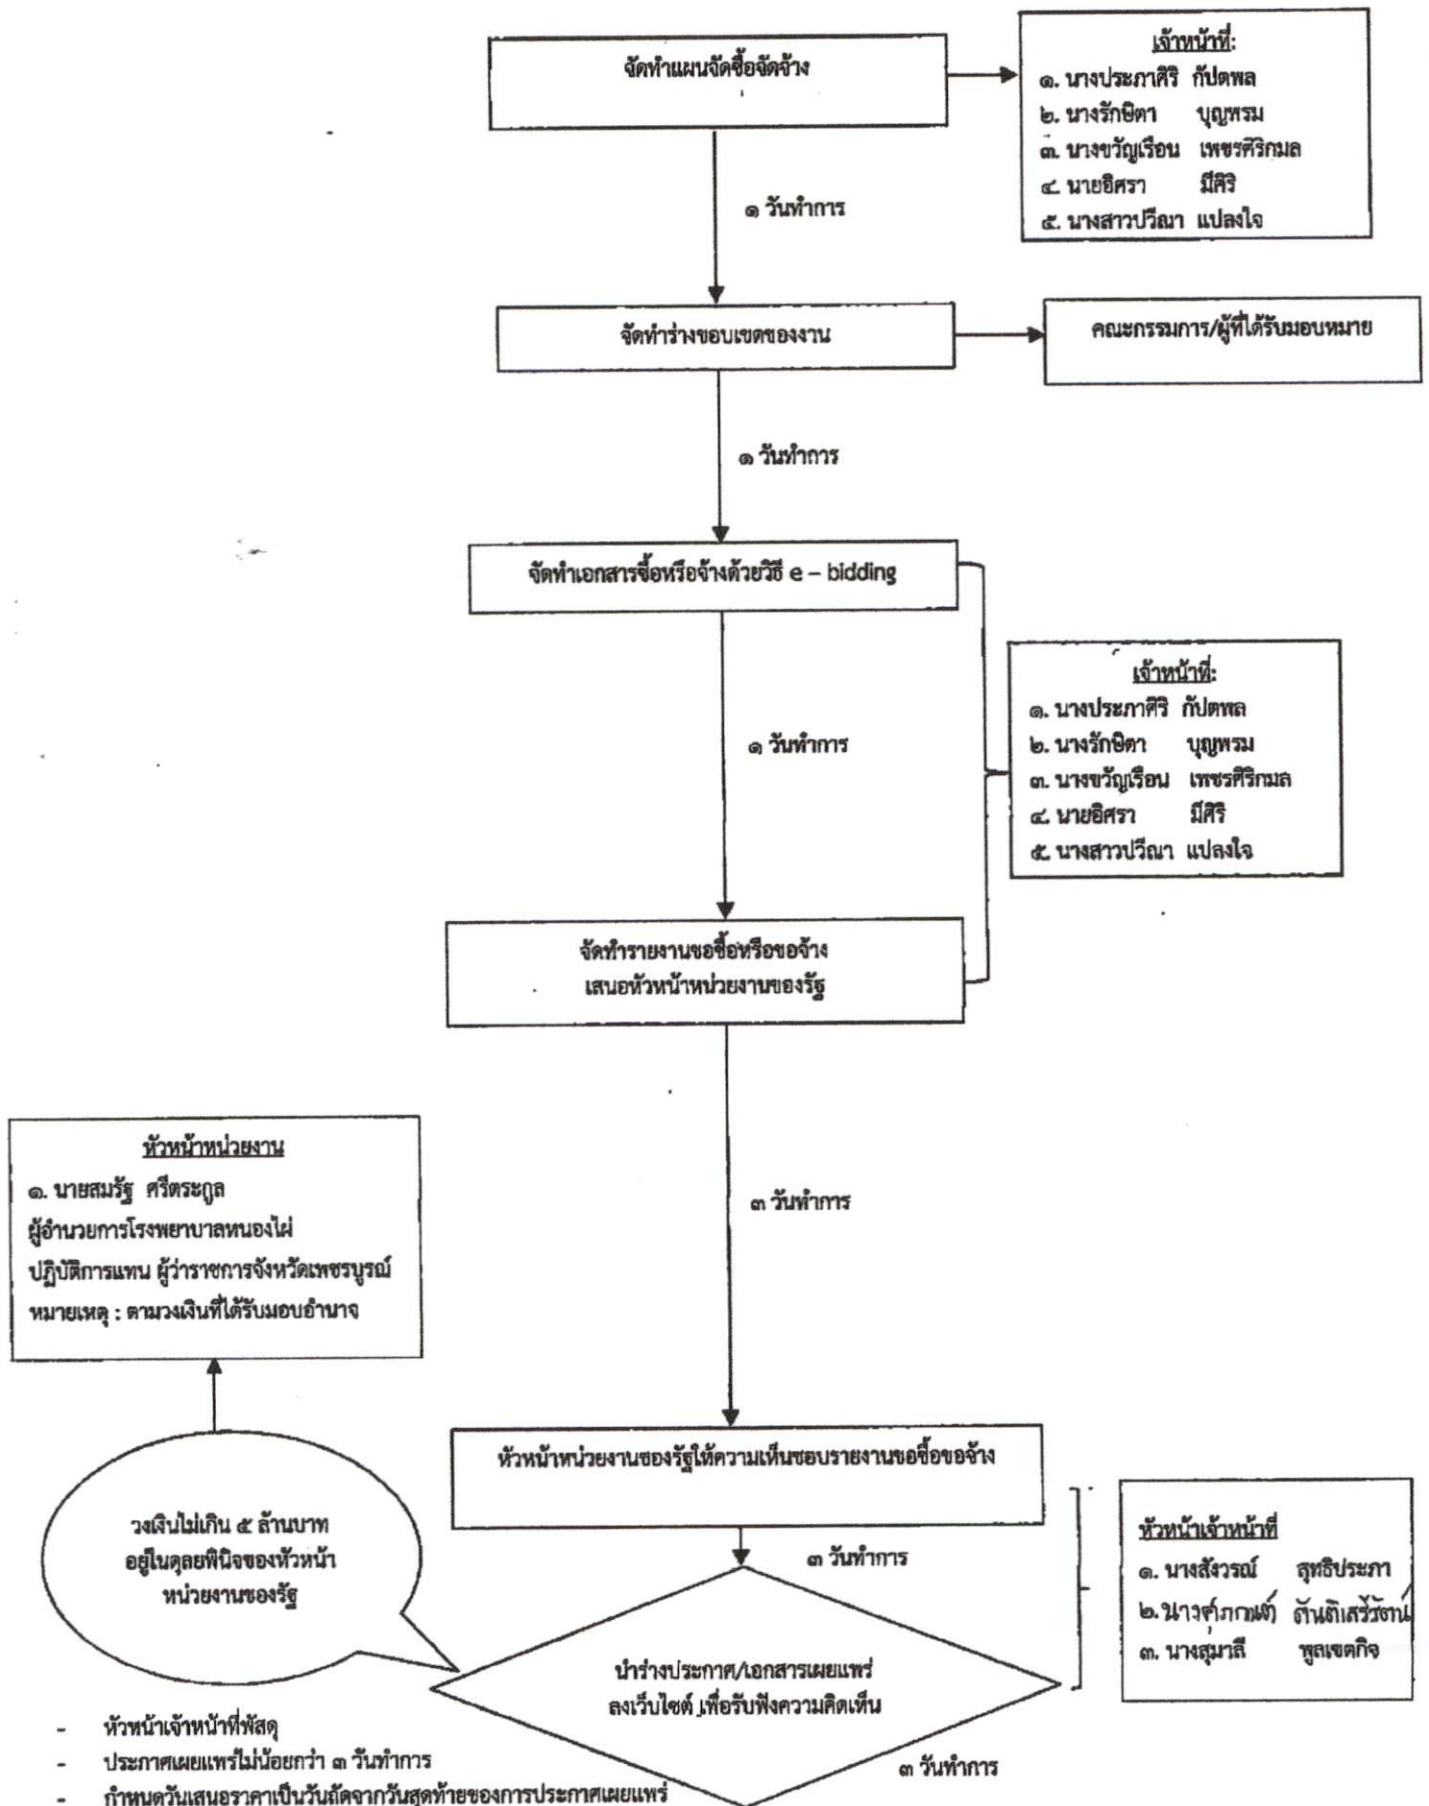 จัดทำแผนจัดซื้อจัดจ้าง
เจ้าหน้าที่:
๑. นางประภาศิริ กัปตพล
๒. นางรักษิตา บุญพรม
๓. นางขวัญเรือน เพชรศิริกมล
๔. นายอิศรา มีศิริ
๕. นางสาวปวีณา แปลงใจ
๑ วันทำการ
จัดทำร่างขอบเขตของงาน
คณะกรรมการ/ผู้ที่ได้รับมอบหมาย
๑ วันทำการ
จัดทำเอกสารซื้อหรือจ้างด้วยวิธี e – bidding
เจ้าหน้าที่:
๑. นางประภาศิริ กัปตพล
๒. นางรักษิตา บุญพรม
๓. นางขวัญเรือน เพชรศิริกมล
๔. นายอิศรา มีศิริ
๕. นางสาวปวีณา แปลงใจ
๑ วันทำการ
จัดทำรายงานขอซื้อหรือขอจ้าง
เสนอหัวหน้าหน่วยงานของรัฐ
หัวหน้าหน่วยงาน
๑. นายสมรัฐ ศรีตระกูล
ผู้อำนวยการโรงพยาบาลหนองไผ่
ปฏิบัติการแทน ผู้ว่าราชการจังหวัดเพชรบูรณ์
หมายเหตุ : ตามวงเงินที่ได้รับมอบอำนาจ
๓ วันทำการ
หัวหน้าหน่วยงานของรัฐให้ความเห็นชอบรายงานขอซื้อขอจ้าง
วงเงินไม่เกิน ๕ ล้านบาท
อยู่ในดุลยพินิจของหัวหน้า
หน่วยงานของรัฐ
๓ วันทำการ
หัวหน้าเจ้าหน้าที่
๑. นางสังวรณ์ สุทธิประภา
๒. นาง ตันติเสรีรัตน์
๓. นางสุมาลี พูลเขตกิจ
นำร่างประกาศ/เอกสารเผยแพร่
ลงเว็บไซต์ เพื่อรับฟังความคิดเห็น
- หัวหน้าเจ้าหน้าที่พัสดุ
- ประกาศเผยแพร่ไม่น้อยกว่า ๓ วันทำการ
๓ วันทำการ
- กำหนดวันเสนอราคาเป็นวันถัดจากวันสุดท้ายของการประกาศเผยแพร่